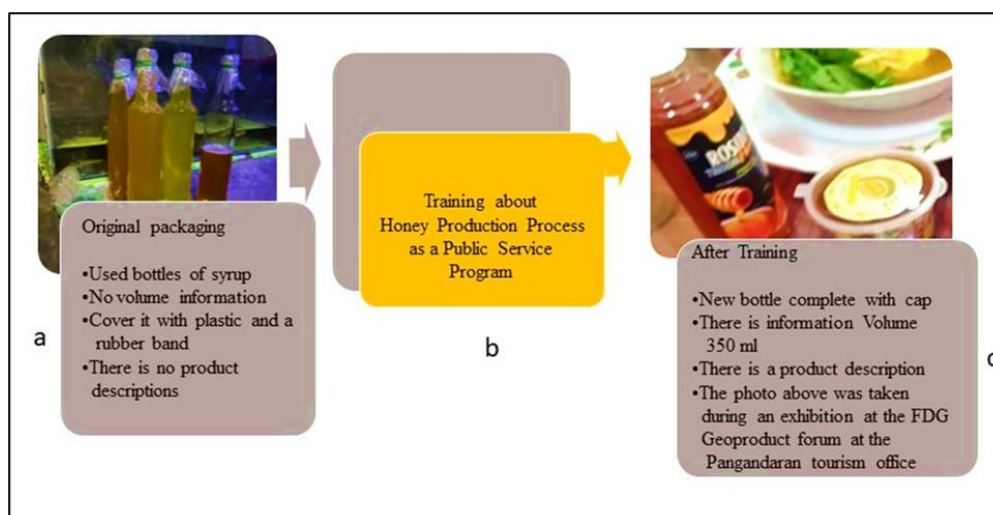 Original packaging
•Used bottles of syrup
•No volume information
•Cover it with plastic and a
rubber band
•There is no product
descriptions
a
Training about
Honey Production Process
as a Public Service
Program
b
After Training
•New bottle complete with cap
•There is information Volume
350 ml
•There is a product description
•The photo above was taken
during an exhibition at the FDG
Geoproduct forum at the
Pangandaran tourism office